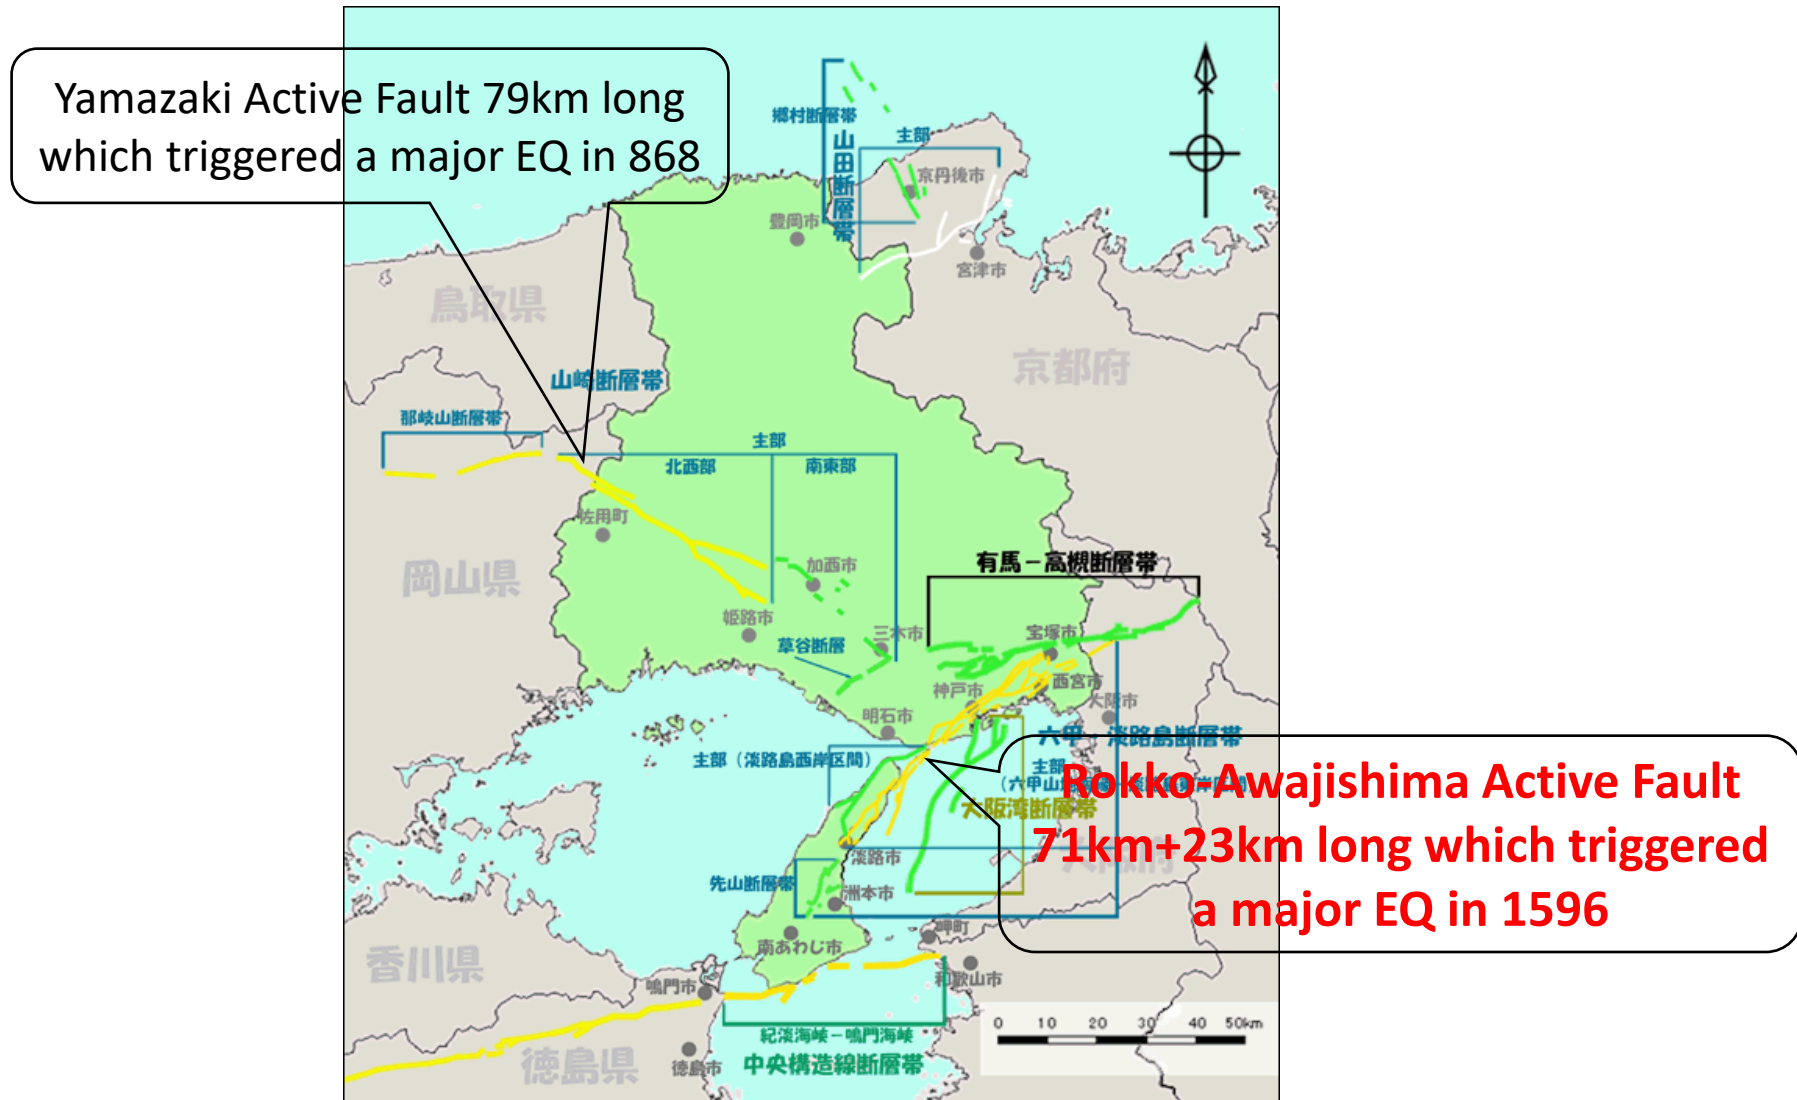 Yamazaki Active Fault 79km long
which triggered a major EQ in 868
郷村断層帯
山田断層帯
主部
京丹後市
豊岡市
宮津市
鳥取県
京都府
山崎断層帯
那岐山断層帯
主部
北西部
南東部
佐用町
岡山県
加西市
有馬－高槻断層帯
姫路市
三木市
宝塚市
草谷断層
神戸市
西宮市
大阪市
明石市
六甲・淡路島断層帯
主部（淡路島西岸区間）
主部
大阪湾断層帯
Rokko-Awajishima Active Fault
71km+23km long which triggered
a major EQ in 1596
淡路市
先山断層帯
洲本市
岬町
南あわじ市
香川県
和歌山市
鳴門市
0 10 20 30 40 50km
紀淡海峡－鳴門海峡
中央構造線断層帯
徳島県
徳島市